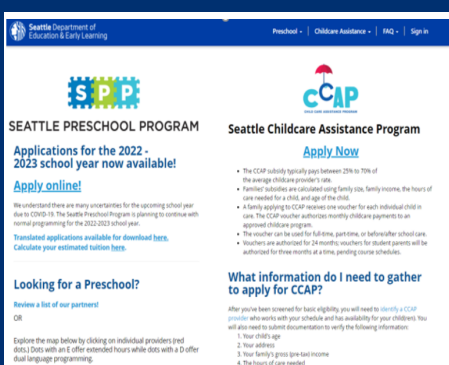 Seattle Department of
Education & Early Learning
Preschool -
Childcare Assistance -
FAQ -
Sign in
SPP
SEATTLE PRESCHOOL PROGRAM
Applications for the 2022 -
2023 school year now available!
Apply online!
We understand there are many uncertainties for the upcoming school year
due to COVID-19. The Seattle Preschool Program is planning to continue with
normal programming for the 2022-2023 school year.
Translated applications available for download here.
Calculate your estimated tuition here.
Looking for a Preschool?
Review a list of our partners!
OR
Explore the map below by clicking on individual providers (red
dots.) Dots with an E offer extended hours while dots with a D offer
dual language programming.
CCAP
CHILD CARE ASSISTANCE PROGRAM
Seattle Childcare Assistance Program
Apply Now
• The CCAP subsidy typically pays between 25% to 70% of
the average childcare provider's rate.
• Families' subsidies are calculated using family size, family income, the hours of
care needed for a child, and age of the child.
• A family applying to CCAP receives one voucher for each individual child in
care. The CCAP voucher authorizes monthly childcare payments to an
approved childcare program.
• The voucher can be used for full-time, part-time, or before/after school care.
• Vouchers are authorized for 24 months; vouchers for student parents will be
authorized for three months at a time, pending course schedules.
What information do I need to gather
to apply for CCAP?
After you've been screened for basic eligibility, you will need to identify a CCAP
provider who works with your schedule and has availability for your child(ren). You
will also need to submit documentation to verify the following information:
1. Your child's age
2. Your address
3. Your family's gross (pre-tax) income
4. The hours of care needed